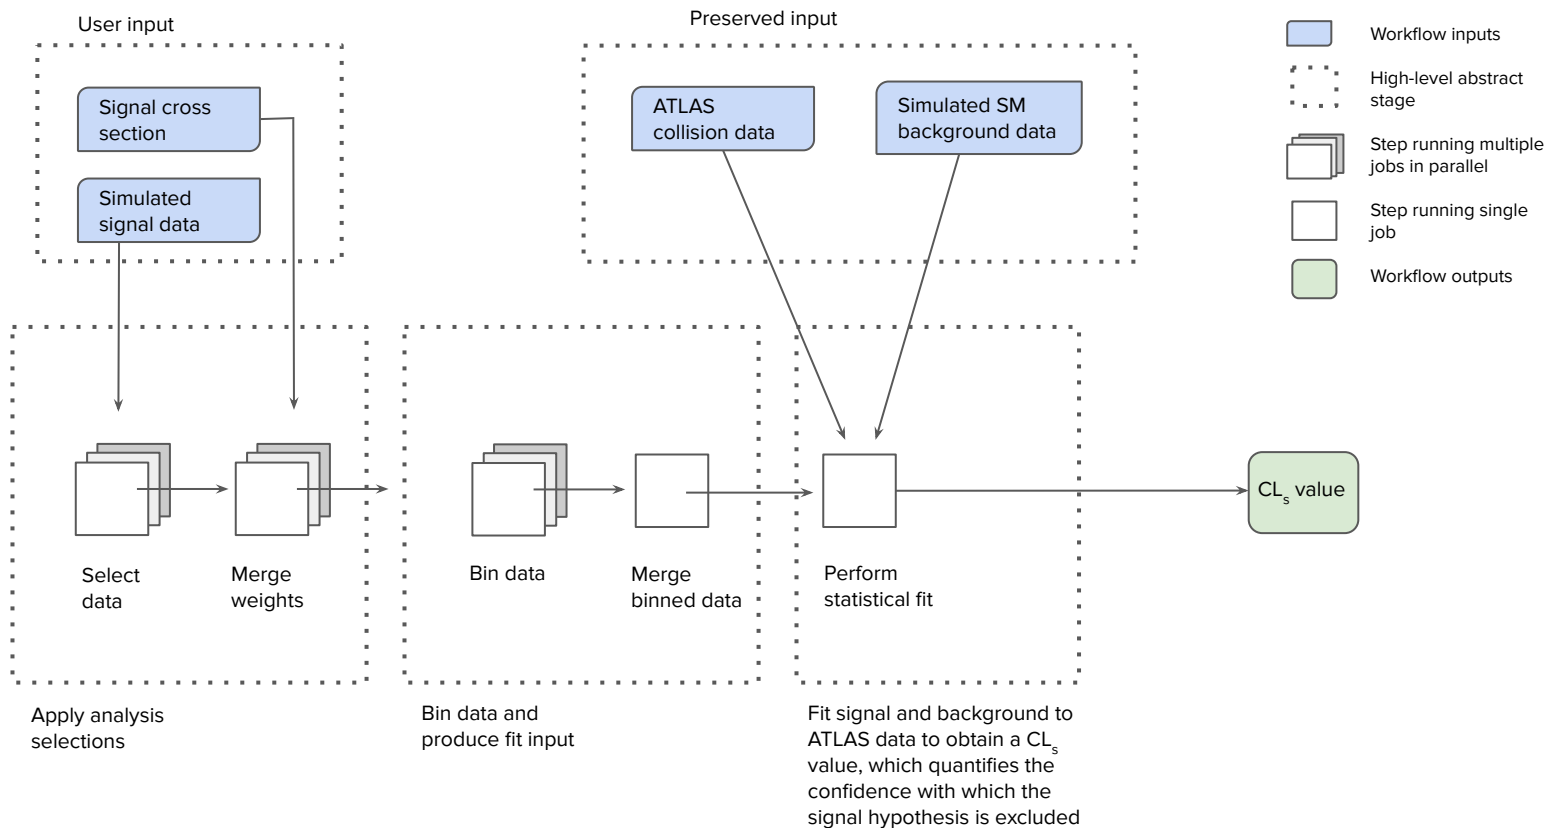 User input
Signal cross
section
Simulated
signal data
Preserved input
ATLAS
collision data
Simulated SM
background data
Workflow inputs
High-level abstract
stage
Step running multiple
jobs in parallel
Step running single
job
Workflow outputs
Select
data
Merge
weights
Bin data
Merge
binned data
Perform
statistical fit
CLs value
Apply analysis
selections
Bin data and
produce fit input
Fit signal and background to
ATLAS data to obtain a CLs
value, which quantifies the
confidence with which the
signal hypothesis is excluded